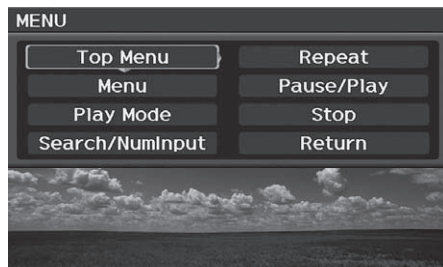 MENU
Top Menu
Repeat
Menu
Pause/Play
Play Mode
Stop
Search/NumInput
Return